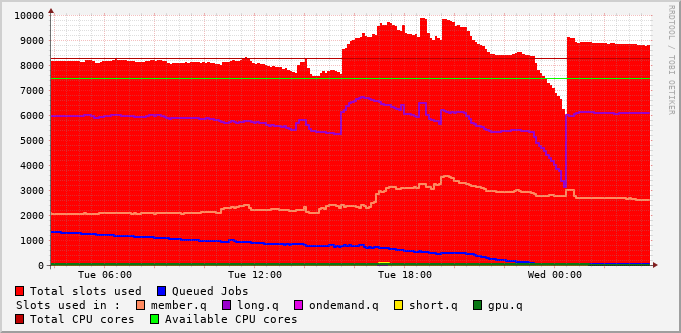 10000
9000
8000
7000
6000
5000
4000
3000
2000
1000
0
Tue 06:00 Tue 12:00 Tue 18:00 Wed 00:00
RRDTOOL / TOBI OETIKER
Total slots used Queued Jobs
Slots used in : member.q long.q ondemand.q short.q gpu.q
Total CPU cores Available CPU cores